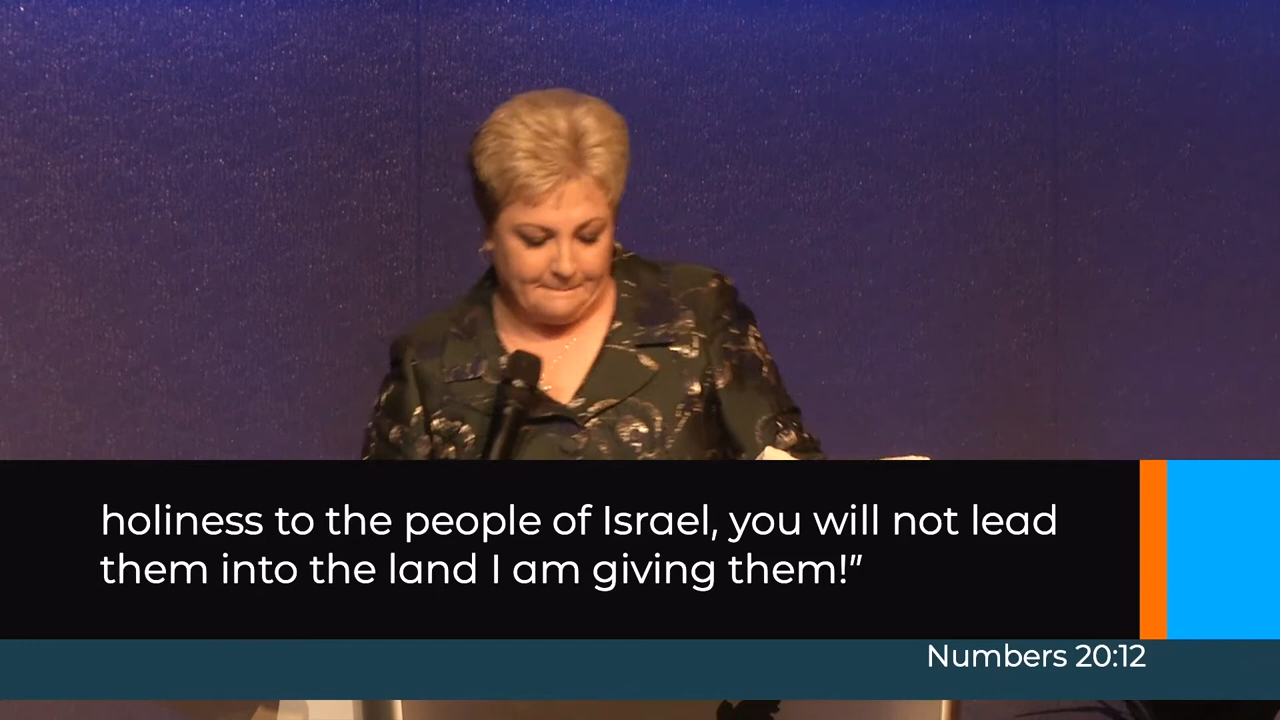 holiness to the people of Israel, you will not lead
them into the land I am giving them!”
Numbers 20:12